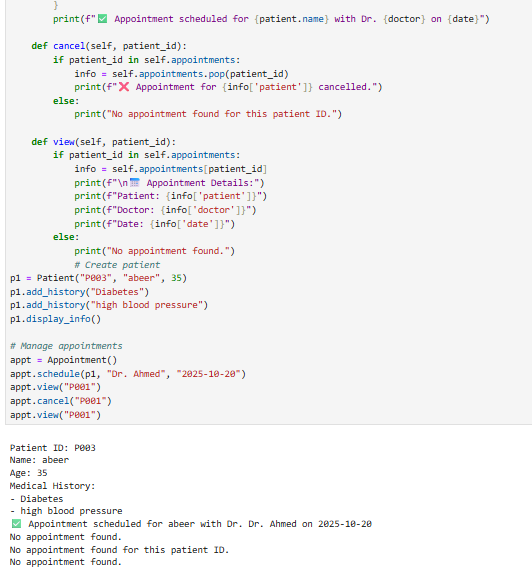 }
        print(f"✅ Appointment scheduled for {patient.name} with Dr. {doctor} on {date}")

    def cancel(self, patient_id):
        if patient_id in self.appointments:
            info = self.appointments.pop(patient_id)
            print(f"❌ Appointment for {info['patient']} cancelled.")
        else:
            print("No appointment found for this patient ID.")

    def view(self, patient_id):
        if patient_id in self.appointments:
            info = self.appointments[patient_id]
            print(f"\n📅 Appointment Details:")
            print(f"Patient: {info['patient']}")
            print(f"Doctor: {info['doctor']}")
            print(f"Date: {info['date']}")
        else:
            print("No appointment found.")
            # Create patient
p1 = Patient("P003", "abeer", 35)
p1.add_history("Diabetes")
p1.add_history("high blood pressure")
p1.display_info()

# Manage appointments
appt = Appointment()
appt.schedule(p1, "Dr. Ahmed", "2025-10-20")
appt.view("P001")
appt.cancel("P001")
appt.view("P001")

Patient ID: P003
Name: abeer
Age: 35
Medical History:
- Diabetes
- high blood pressure
✅ Appointment scheduled for abeer with Dr. Dr. Ahmed on 2025-10-20
No appointment found.
No appointment found for this patient ID.
No appointment found.